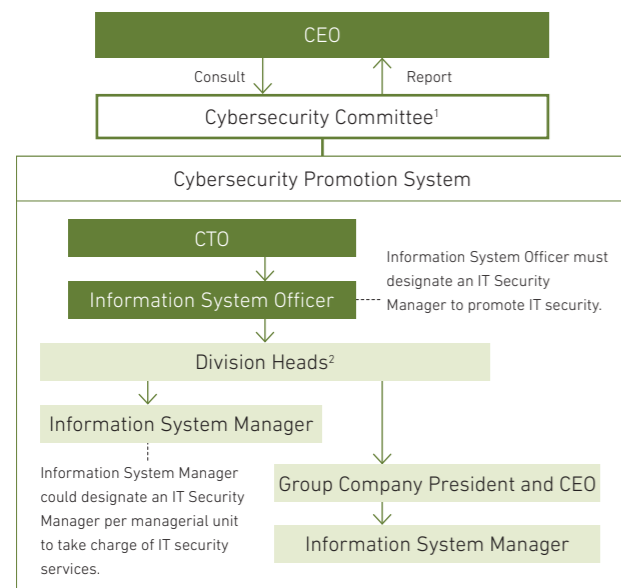 CEO
Consult
Report
Cybersecurity Committee¹
Cybersecurity Promotion System
CTO
Information System Officer must
designate an IT Security
Manager to promote IT security.
Information System Officer
Division Heads²
Information System Manager
Information System Manager
could designate an IT Security
Manager per managerial unit
to take charge of IT security
services.
Group Company President and CEO
Information System Manager